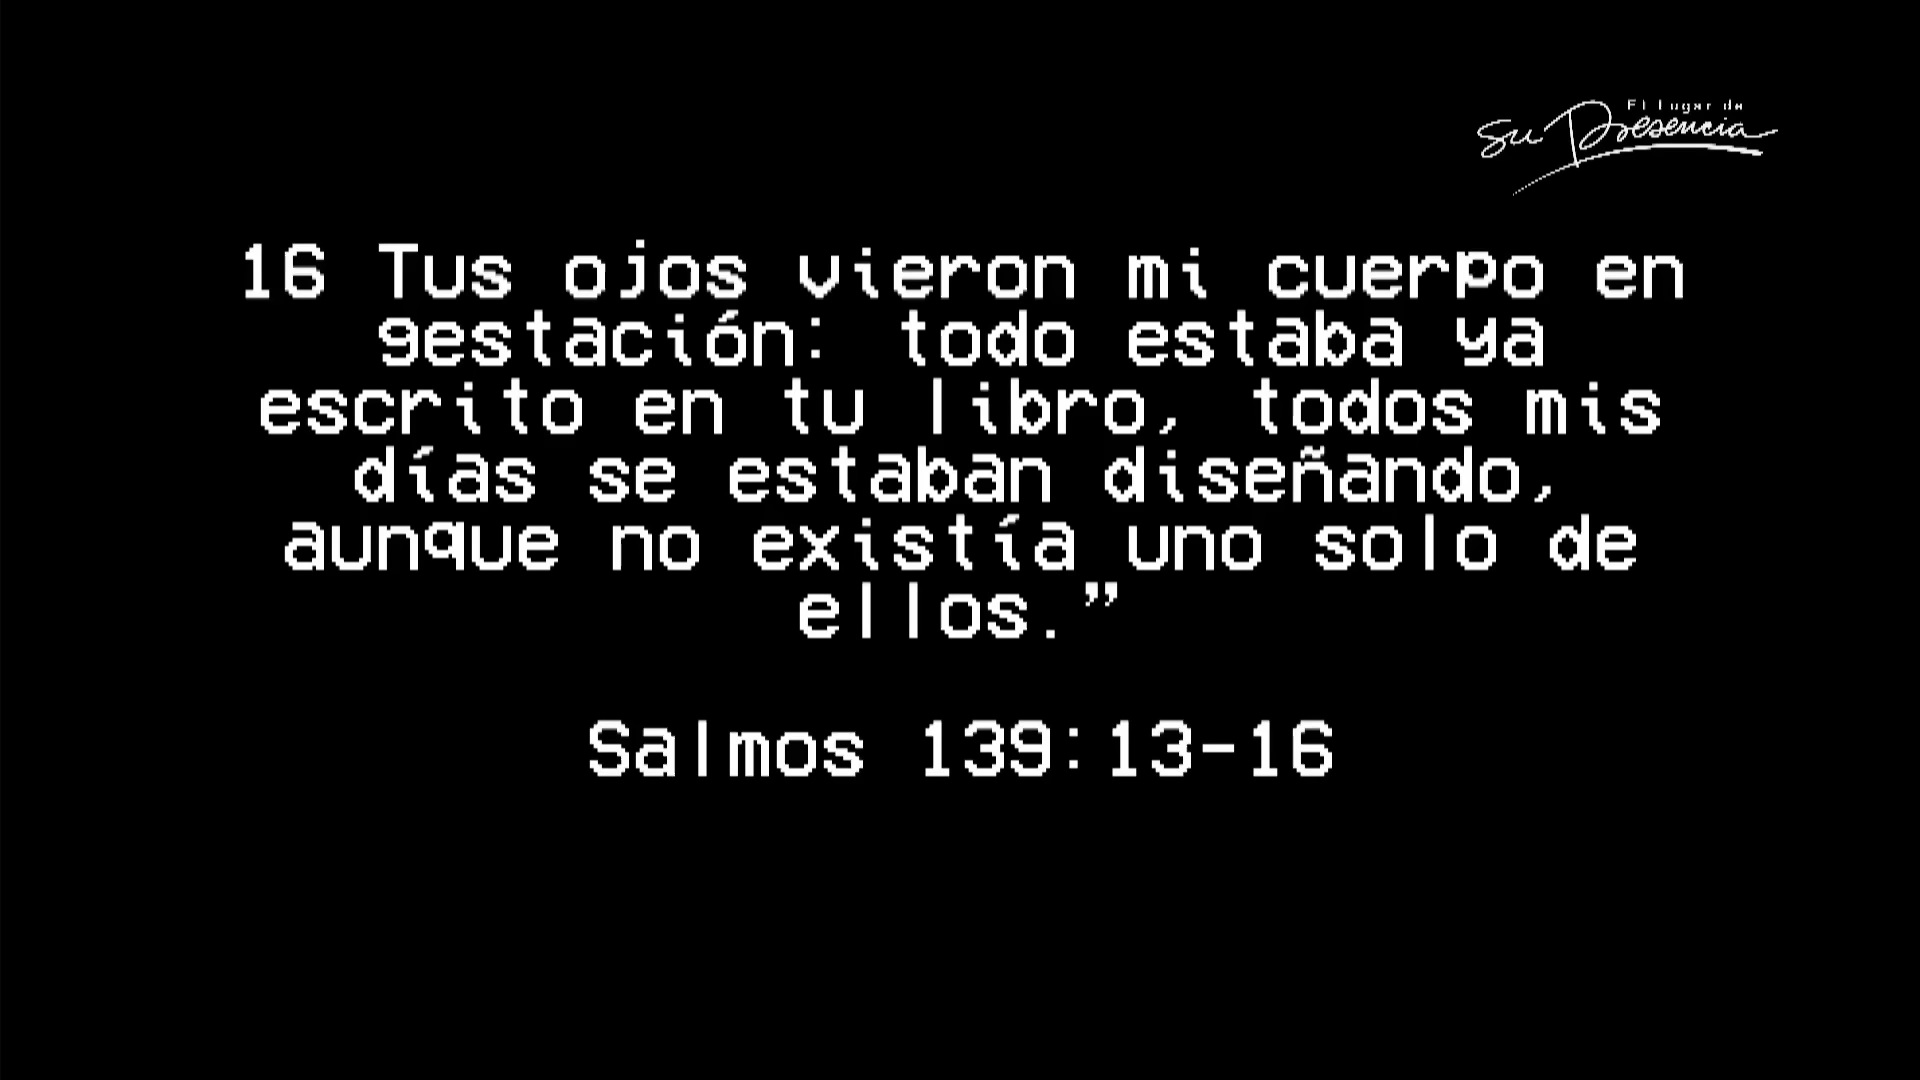 El lugar de
Su Presencia
16 Tus ojos vieron mi cuerpo en
gestación: todo estaba ya
escrito en tu libro, todos mis
días se estaban diseñando,
aunque no existía uno solo de
ellos.”
Salmos 139:13-16